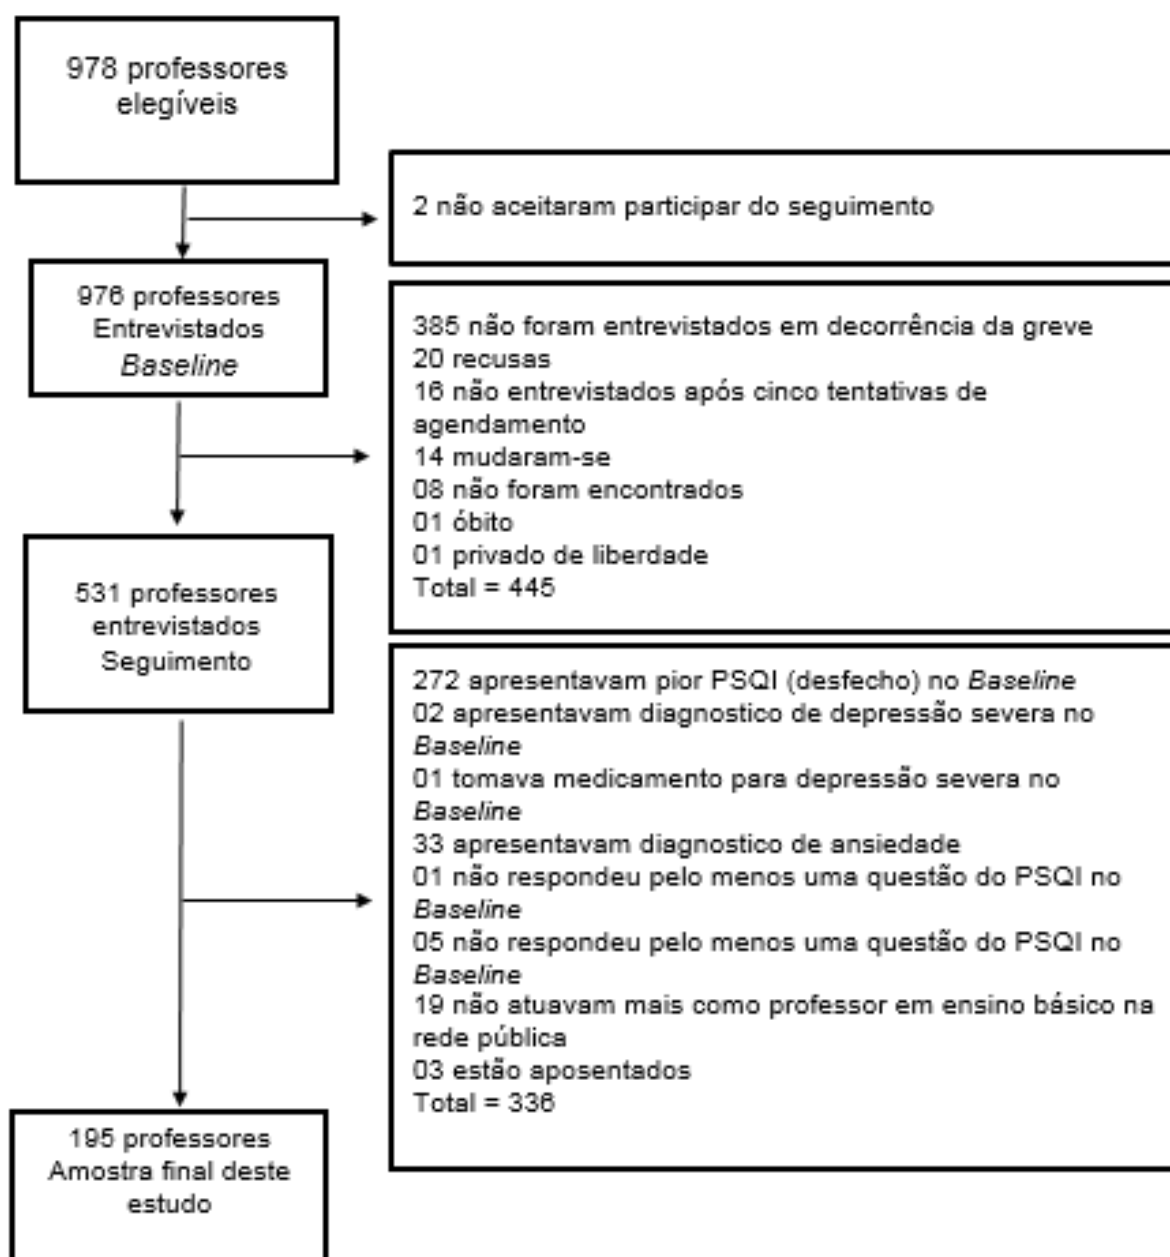 978 professores
elegíveis
2 não aceitaram participar do seguimento
976 professores
Entrevistados
Baseline
385 não foram entrevistados em decorrência da greve
20 recusas
16 não entrevistados após cinco tentativas de
agendamento
14 mudaram-se
08 não foram encontrados
01 óbito
01 privado de liberdade
Total = 445
531 professores
entrevistados
Seguimento
272 apresentavam pior PSQI (desfecho) no Baseline
02 apresentavam diagnostico de depressão severa no
Baseline
01 tomava medicamento para depressão severa no
Baseline
33 apresentavam diagnostico de ansiedade
01 não respondeu pelo menos uma questão do PSQI no
Baseline
05 não respondeu pelo menos uma questão do PSQI no
Baseline
19 não atuavam mais como professor em ensino básico na
rede pública
03 estão aposentados
Total = 336
195 professores
Amostra final deste
estudo